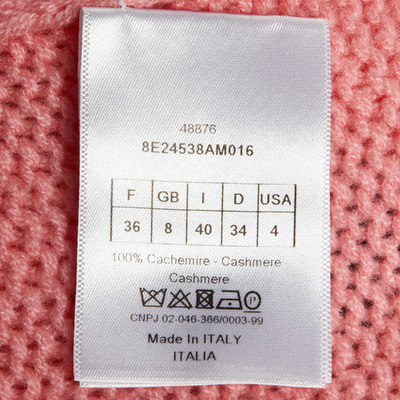 48876
8E24538AM016
F GB I D USA
36 8 40 34 4
100% Cachemire - Cashmere
Cashmere
P
CNPJ 02-046-366/0003-99
Made In ITALY
ITALIA